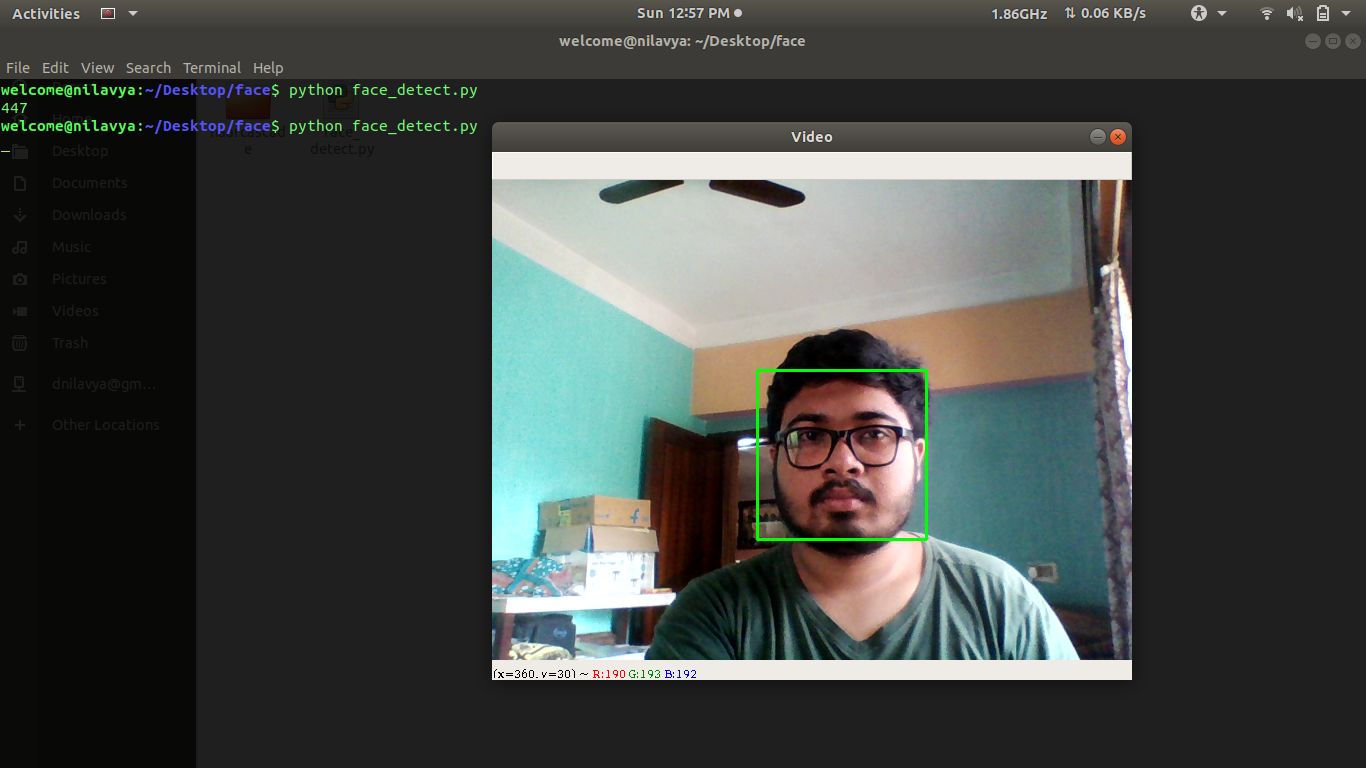 Activities
Sun 12:57 PM
1.86GHz
0.06 KB/s
welcome@nilavya: ~/Desktop/face
File Edit View Search Terminal Help
welcome@nilavya:~/Desktop/face$ python face_detect.py
447
welcome@nilavya:~/Desktop/face$ python face_detect.py
e
detect.py
Desktop
Documents
Downloads
Music
Pictures
Videos
Trash
dnilavya@gm…
Other Locations
Video
(x=360, y=30) ~ R:190 G:193 B:192